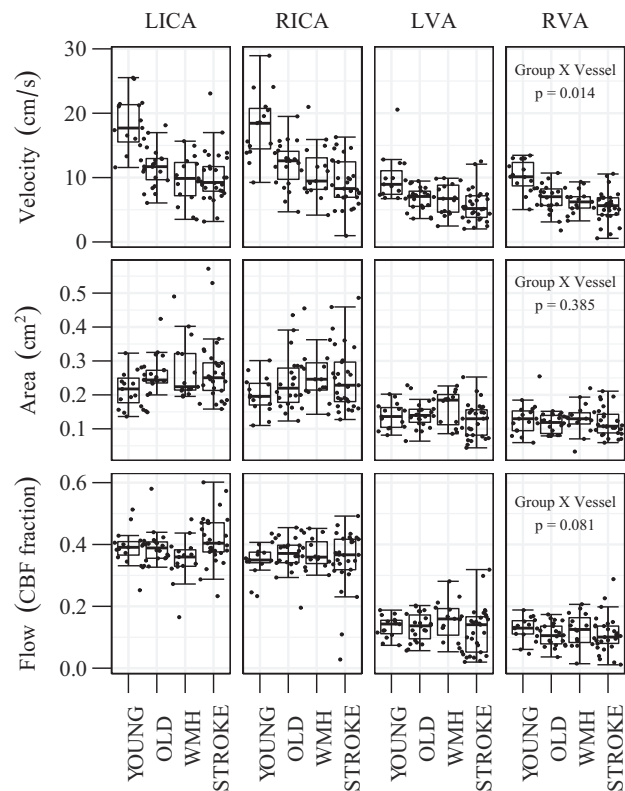 LICA RICA LVA RVA
Velocity (cm/s)
30
20
10
0
Group X Vessel
p = 0.014
Area (cm²)
0.5
0.4
0.3
0.2
0.1
Group X Vessel
p = 0.385
Flow (CBF fraction)
0.6
0.4
0.2
0.0
Group X Vessel
p = 0.081
YOUNG OLD WMH STROKE YOUNG OLD WMH STROKE YOUNG OLD WMH STROKE YOUNG OLD WMH STROKE